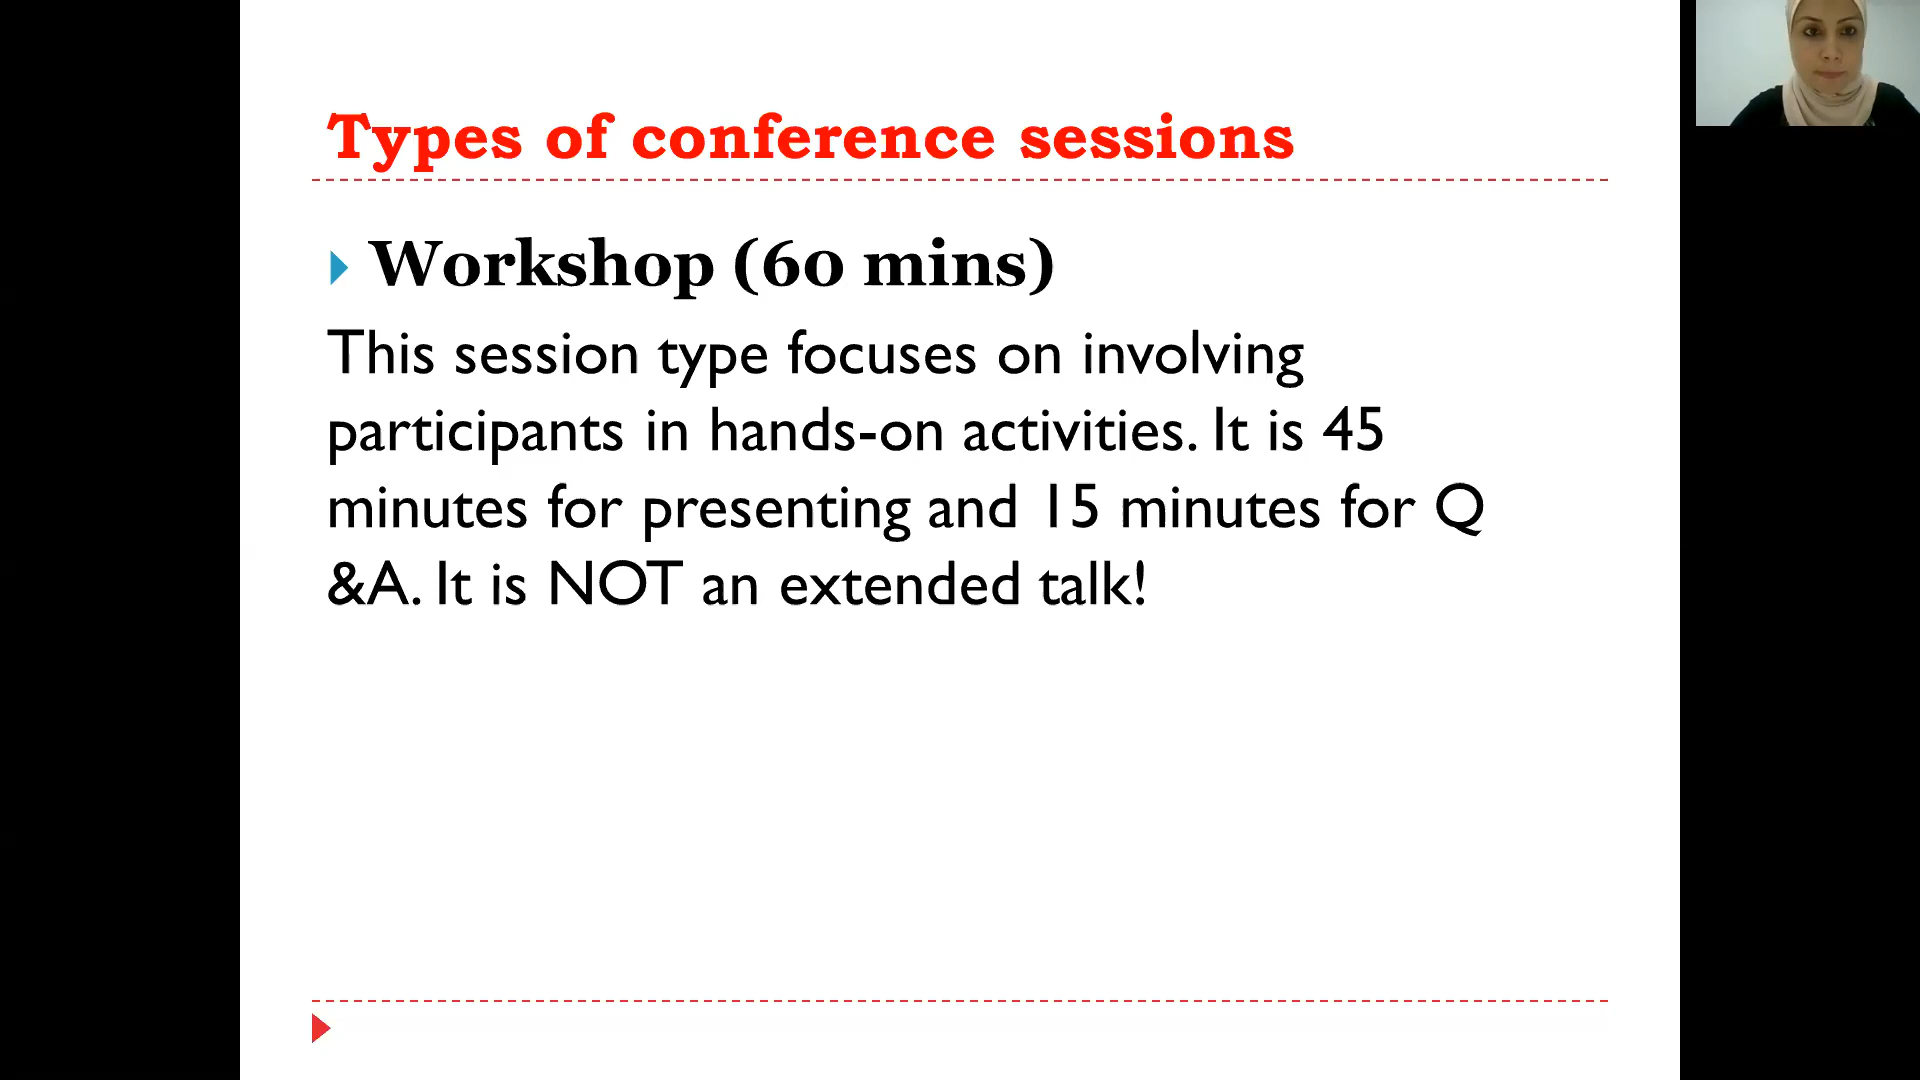 Types of conference sessions
Workshop (60 mins)
This session type focuses on involving
participants in hands-on activities. It is 45
minutes for presenting and 15 minutes for Q
&A. It is NOT an extended talk!